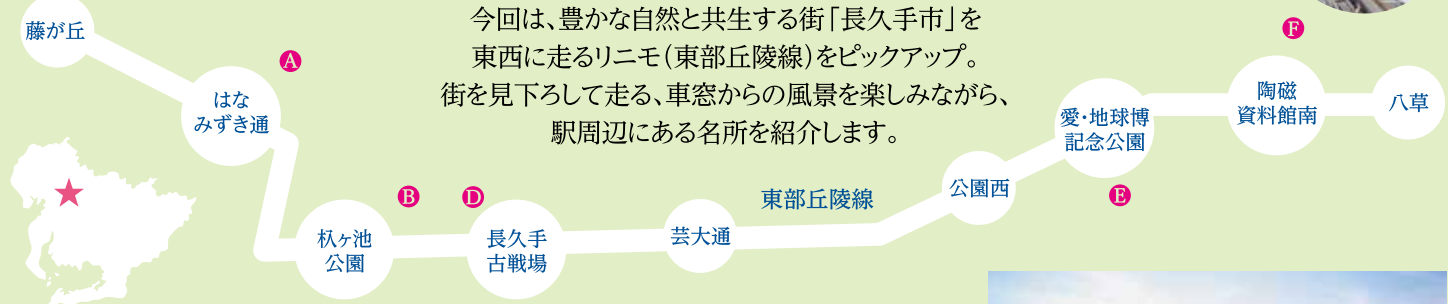 今回は、豊かな自然と共生する街「長久手市」を
東西に走るリニモ（東部丘陵線）をピックアップ。
街を見下ろして走る、車窓からの風景を楽しみながら、
駅周辺にある名所を紹介します。
藤が丘
A
はな
みずき通
杁ヶ池
公園
B
D
長久手
古戦場
芸大通
東部丘陵線
公園西
愛・地球博
記念公園
E
F
陶磁
資料館南
八草